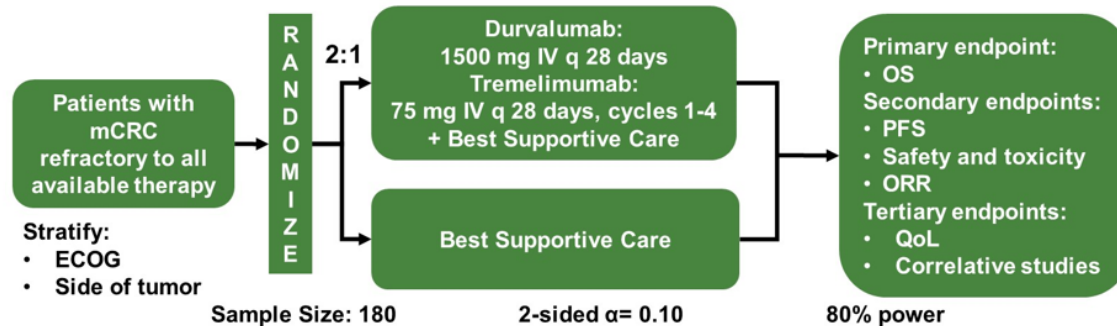 Patients with
mCRC
refractory to all
available therapy
Stratify:
• ECOG
• Side of tumor
RANDOMIZE
2:1
Durvalumab:
1500 mg IV q 28 days
Tremelimumab:
75 mg IV q 28 days, cycles 1-4
+ Best Supportive Care
Best Supportive Care
Primary endpoint:
• OS
Secondary endpoints:
• PFS
• Safety and toxicity
• ORR
Tertiary endpoints:
• QoL
• Correlative studies
Sample Size: 180
2-sided α= 0.10
80% power